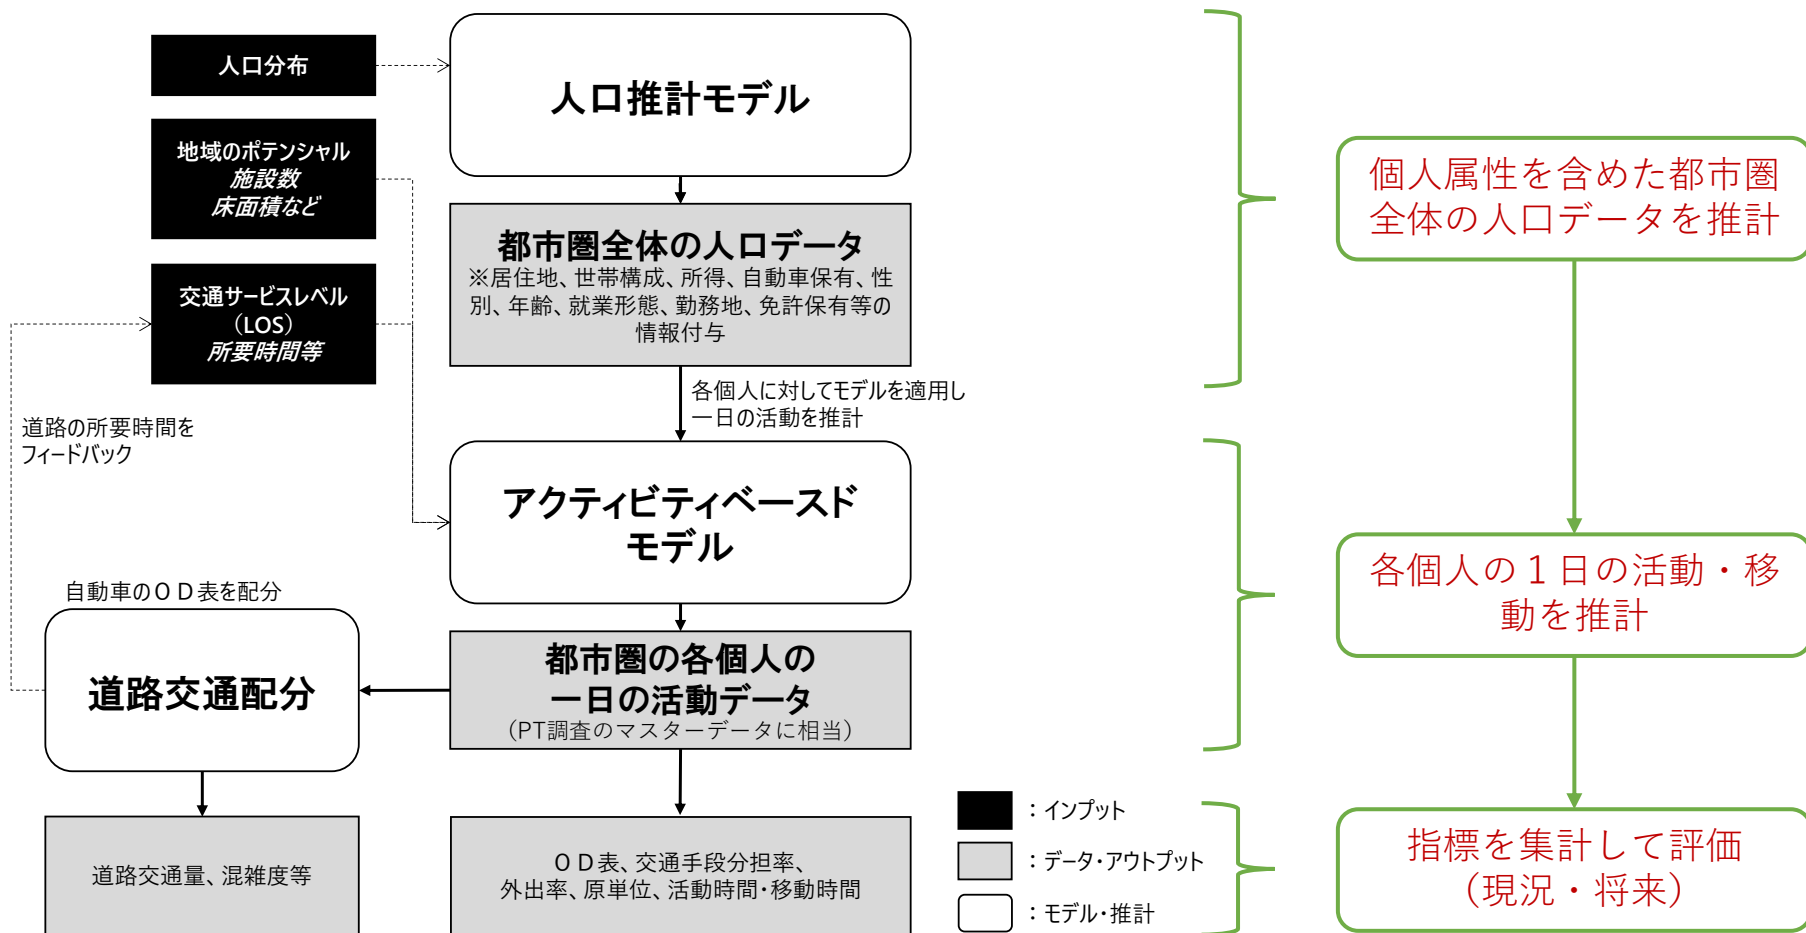 人口分布
人口推計モデル
地域のポテンシャル
施設数
床面積など
個人属性を含めた都市圏
全体の人口データを推計
都市圏全体の人口データ
※居住地、世帯構成、所得、自動車保有、性
別、年齢、就業形態、勤務地、免許保有等の
情報付与
交通サービスレベル
（LOS）
所要時間等
各個人に対してモデルを適用し
一日の活動を推計
道路の所要時間を
フィードバック
アクティビティベースド
モデル
各個人の１日の活動・移
動を推計
自動車のＯＤ表を配分
道路交通配分
都市圏の各個人の
一日の活動データ
（PT調査のマスターデータに相当）
：インプット
：データ・アウトプット
：モデル・推計
道路交通量、混雑度等
ＯＤ表、交通手段分担率、
外出率、原単位、活動時間・移動時間
指標を集計して評価
（現況・将来）